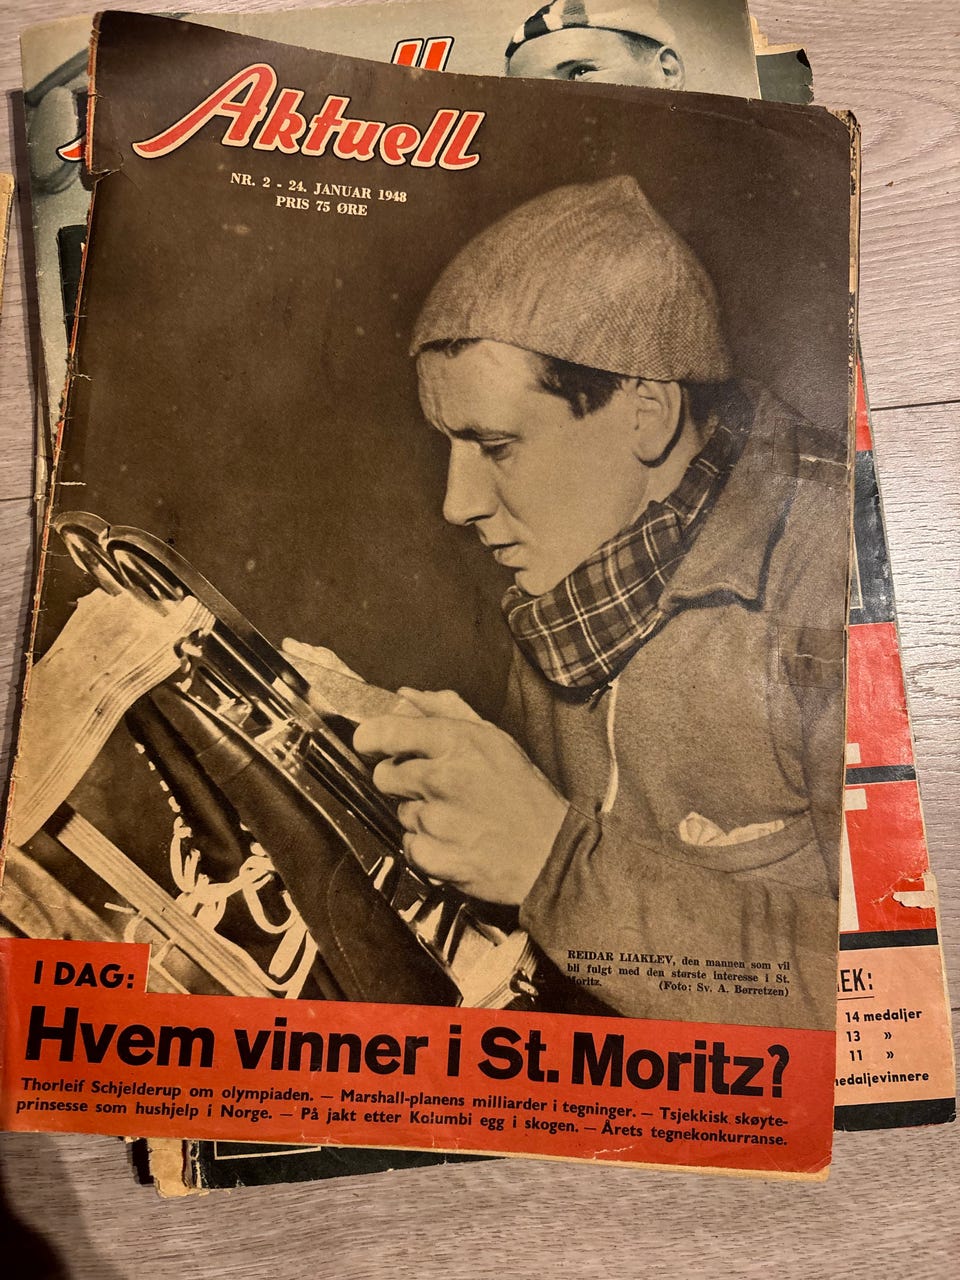 Aktuell
NR. 2 - 24. JANUAR 1948
PRIS 75 ØRE
REIDAR LIAKLEV, den mannen som vil
bli fulgt med den største interesse i St.
Moritz. (Foto: Sv. A. Børretzen)
I DAG:
Hvem vinner i St. Moritz?
Thorleif Schjelderup om olympiaden. — Marshall-planens milliarder i tegninger. — Tsjekkisk skøyte-
prinsesse som hushjelp i Norge. — På jakt etter Kolumbi egg i skogen. — Årets tegnekonkurranse.
EK:
14 medaljer
13 »
11 »
medaljevinnere